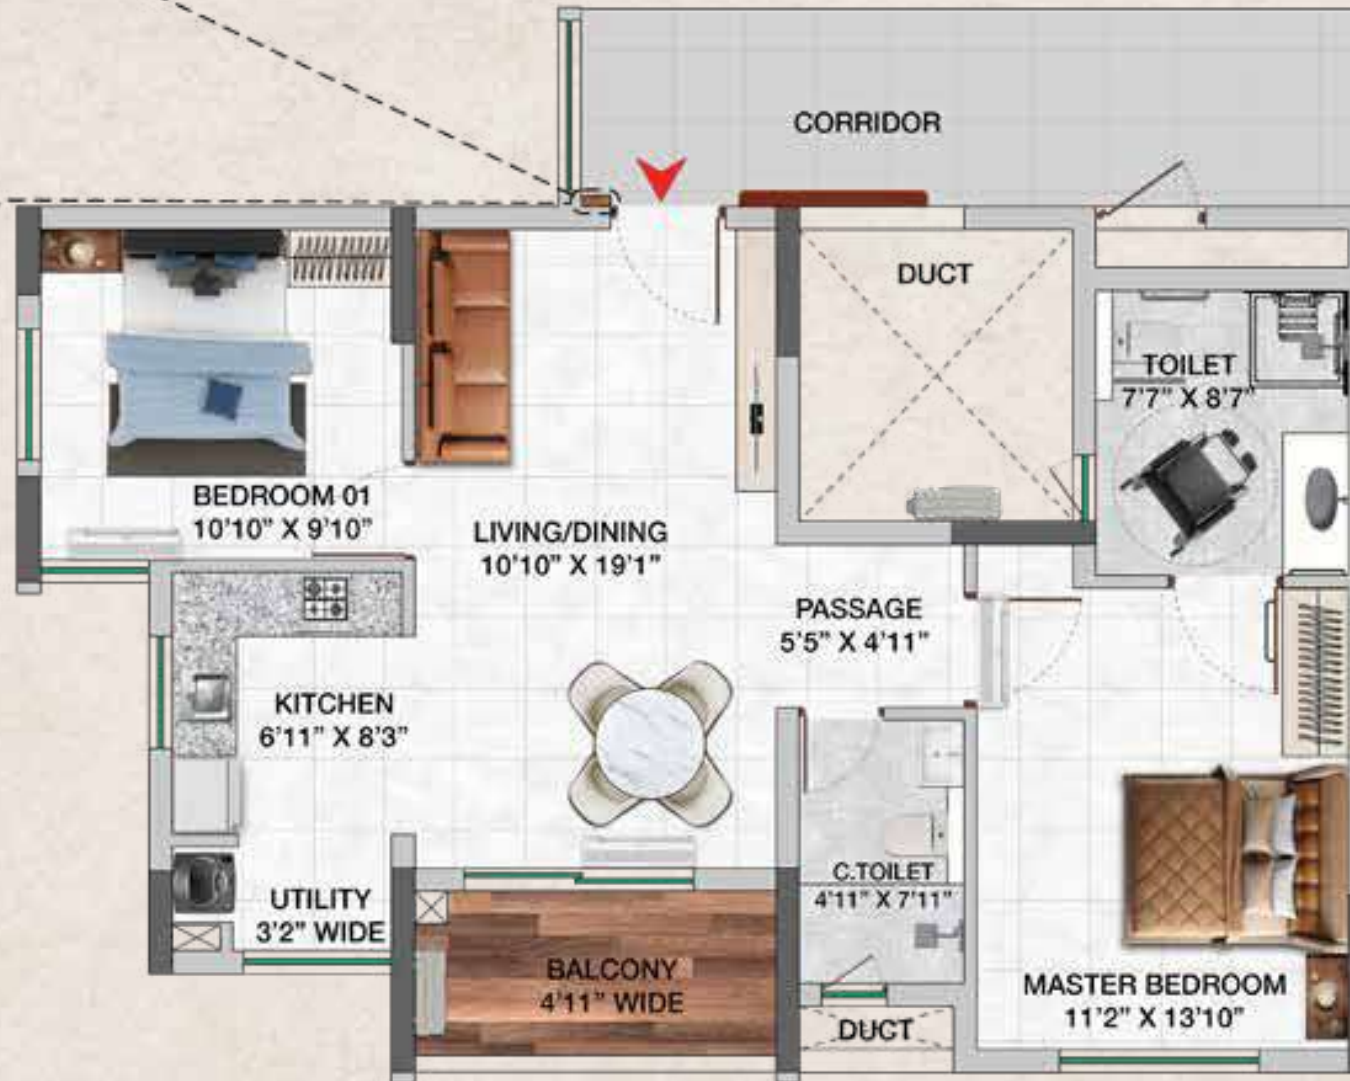 CORRIDOR
DUCT
TOILET
7'7" X 8'7"
BEDROOM 01
10'10" X 9'10"
LIVING/DINING
10'10" X 19'1"
PASSAGE
5'5" X 4'11"
KITCHEN
6'11" X 8'3"
C.TOILET
4'11" X 7'11"
UTILITY
3'2" WIDE
BALCONY
4'11" WIDE
MASTER BEDROOM
11'2" X 13'10"
DUCT